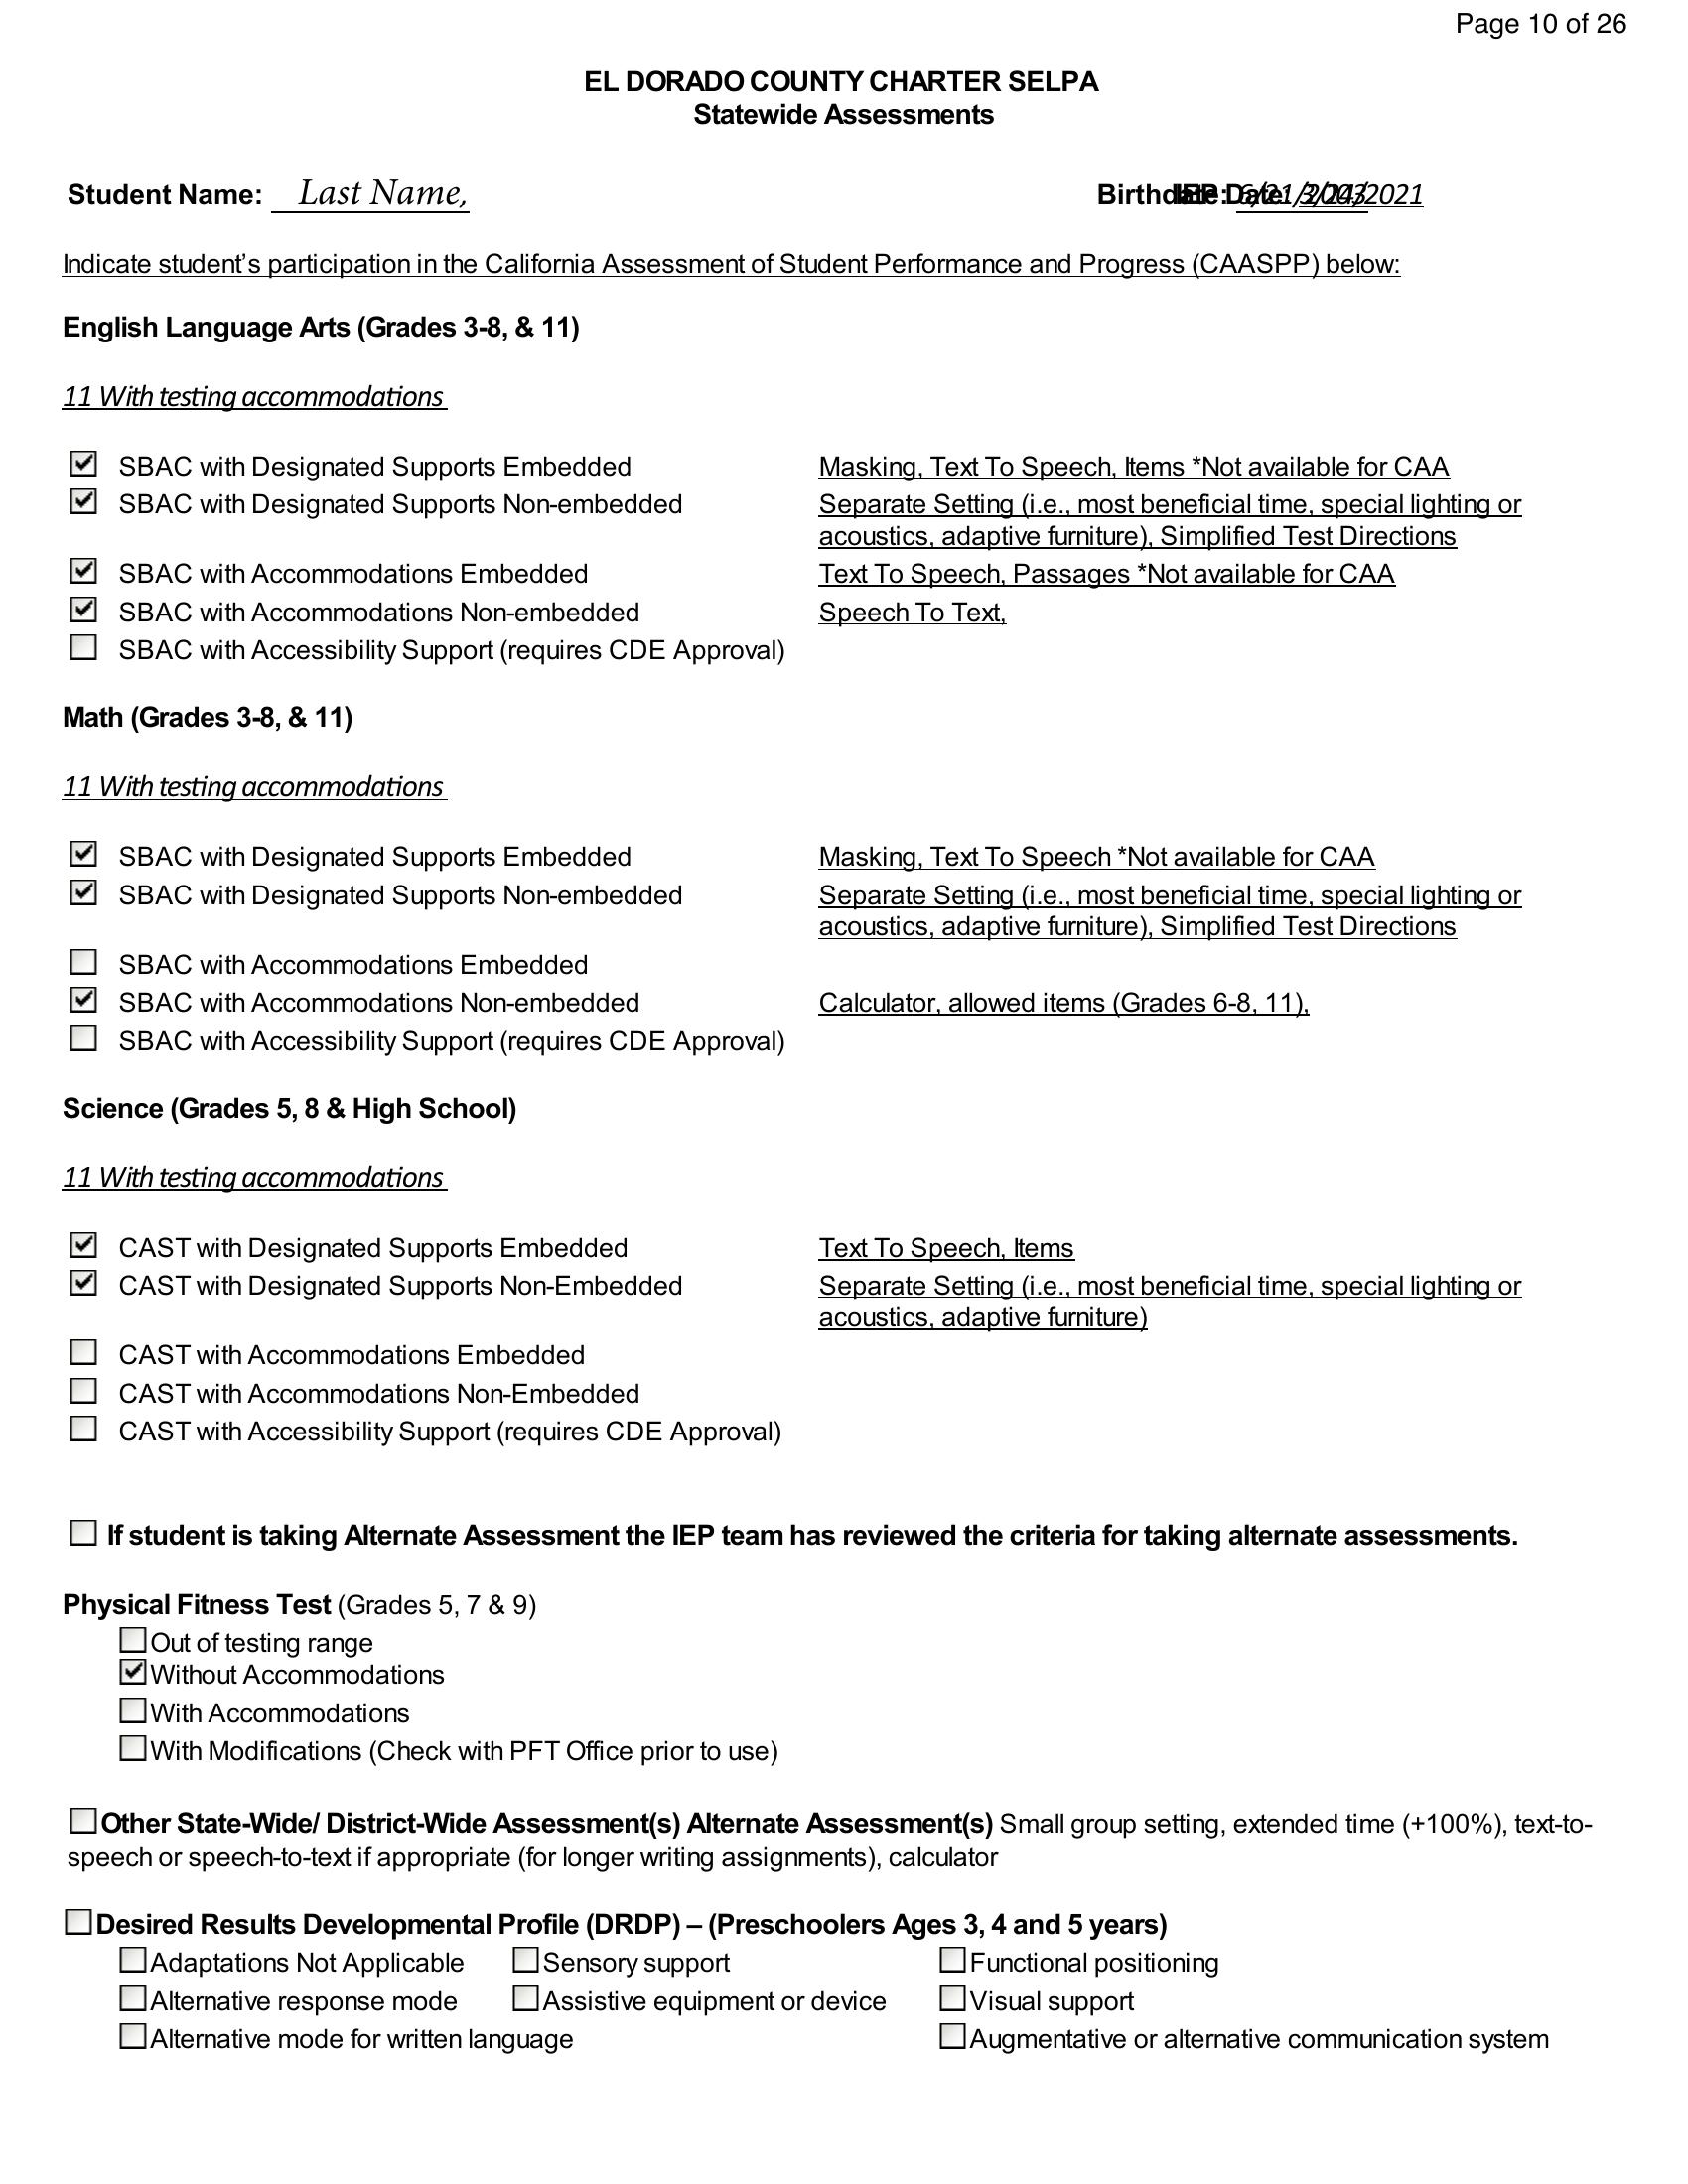 Page 10 of 26
EL DORADO COUNTY CHARTER SELPA
Statewide Assessments
Student Name: Last Name,
Birthdate: IEP Date:
Indicate student’s participation in the California Assessment of Student Performance and Progress (CAASPP) below:
English Language Arts (Grades 3-8, & 11)
11 With testing accommodations
SBAC with Designated Supports Embedded Masking, Text To Speech, Items *Not available for CAA
SBAC with Designated Supports Non-embedded Separate Setting (i.e., most beneficial time, special lighting or
acoustics, adaptive furniture), Simplified Test Directions
SBAC with Accommodations Embedded Text To Speech, Passages *Not available for CAA
SBAC with Accommodations Non-embedded Speech To Text,
SBAC with Accessibility Support (requires CDE Approval)
Math (Grades 3-8, & 11)
11 With testing accommodations
SBAC with Designated Supports Embedded Masking, Text To Speech *Not available for CAA
SBAC with Designated Supports Non-embedded Separate Setting (i.e., most beneficial time, special lighting or
acoustics, adaptive furniture), Simplified Test Directions
SBAC with Accommodations Embedded
SBAC with Accommodations Non-embedded Calculator, allowed items (Grades 6-8, 11),
SBAC with Accessibility Support (requires CDE Approval)
Science (Grades 5, 8 & High School)
11 With testing accommodations
CAST with Designated Supports Embedded Text To Speech, Items
CAST with Designated Supports Non-Embedded Separate Setting (i.e., most beneficial time, special lighting or
acoustics, adaptive furniture)
CAST with Accommodations Embedded
CAST with Accommodations Non-Embedded
CAST with Accessibility Support (requires CDE Approval)
If student is taking Alternate Assessment the IEP team has reviewed the criteria for taking alternate assessments.
Physical Fitness Test (Grades 5, 7 & 9)
Out of testing range
Without Accommodations
With Accommodations
With Modifications (Check with PFT Office prior to use)
Other State-Wide/ District-Wide Assessment(s) Alternate Assessment(s) Small group setting, extended time (+100%), text-to-
speech or speech-to-text if appropriate (for longer writing assignments), calculator
Desired Results Developmental Profile (DRDP) – (Preschoolers Ages 3, 4 and 5 years)
Adaptations Not Applicable Sensory support Functional positioning
Alternative response mode Assistive equipment or device Visual support
Alternative mode for written language Augmentative or alternative communication system